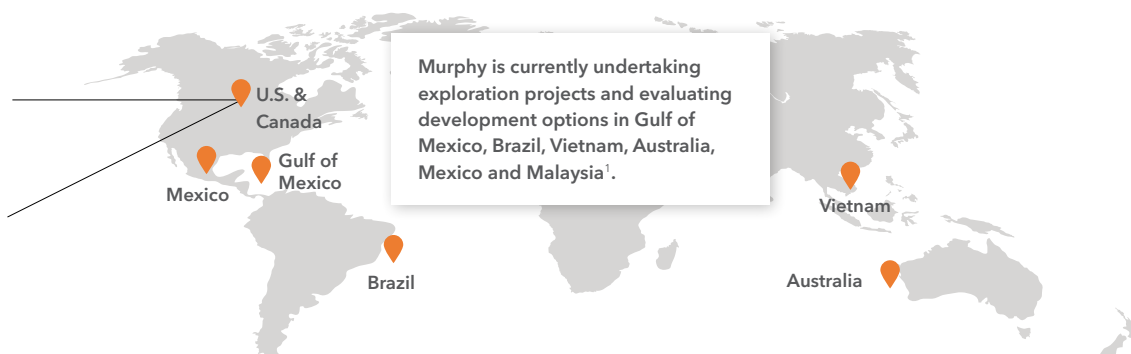 Murphy is currently undertaking
exploration projects and evaluating
development options in Gulf of
Mexico, Brazil, Vietnam, Australia,
Mexico and Malaysia¹.
U.S. &
Canada
Gulf of
Mexico
Mexico
Vietnam
Brazil
Australia